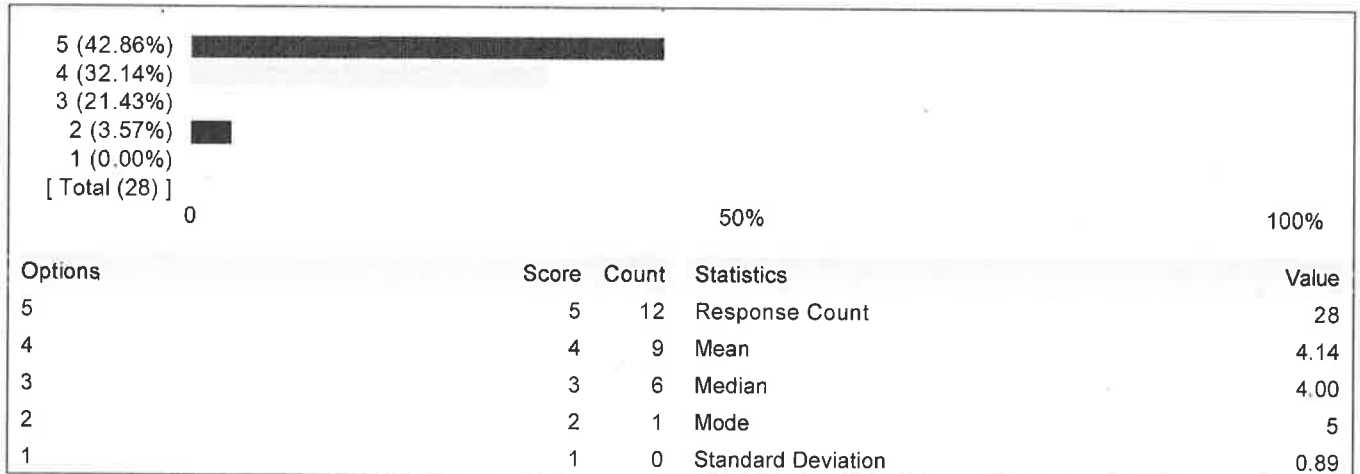 5 (42.86%)
4 (32.14%)
3 (21.43%)
2 (3.57%)
1 (0.00%)
[ Total (28) ]
0 50% 100%
Options Score Count Statistics Value
5 5 12 Response Count 28
4 4 9 Mean 4.14
3 3 6 Median 4.00
2 2 1 Mode 5
1 1 0 Standard Deviation 0.89